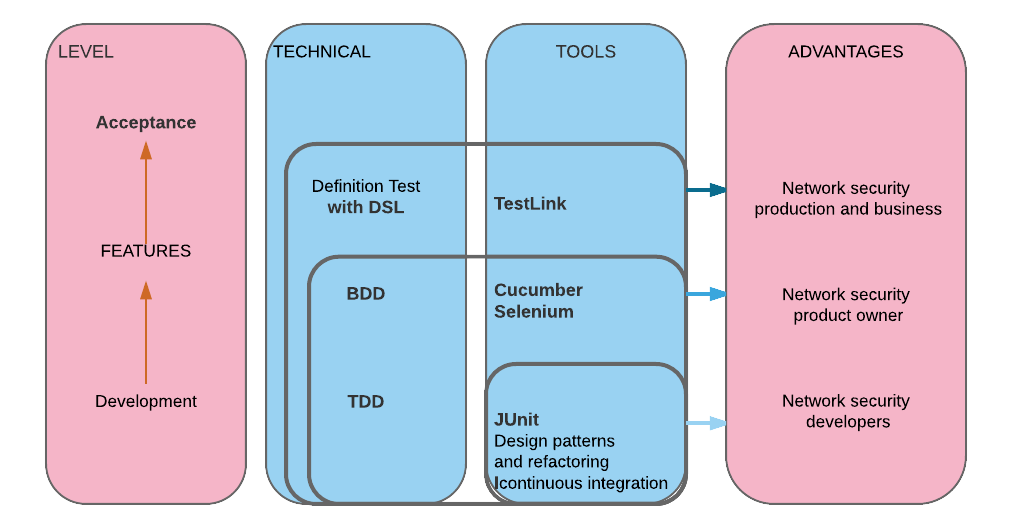 LEVEL
TECHNICAL
TOOLS
ADVANTAGES
Acceptance
FEATURES
Development
Definition Test
with DSL
BDD
TDD
TestLink
Cucumber
Selenium
JUnit
Design patterns
and refactoring
Icontinuous integration
Network security
production and business
Network security
product owner
Network security
developers